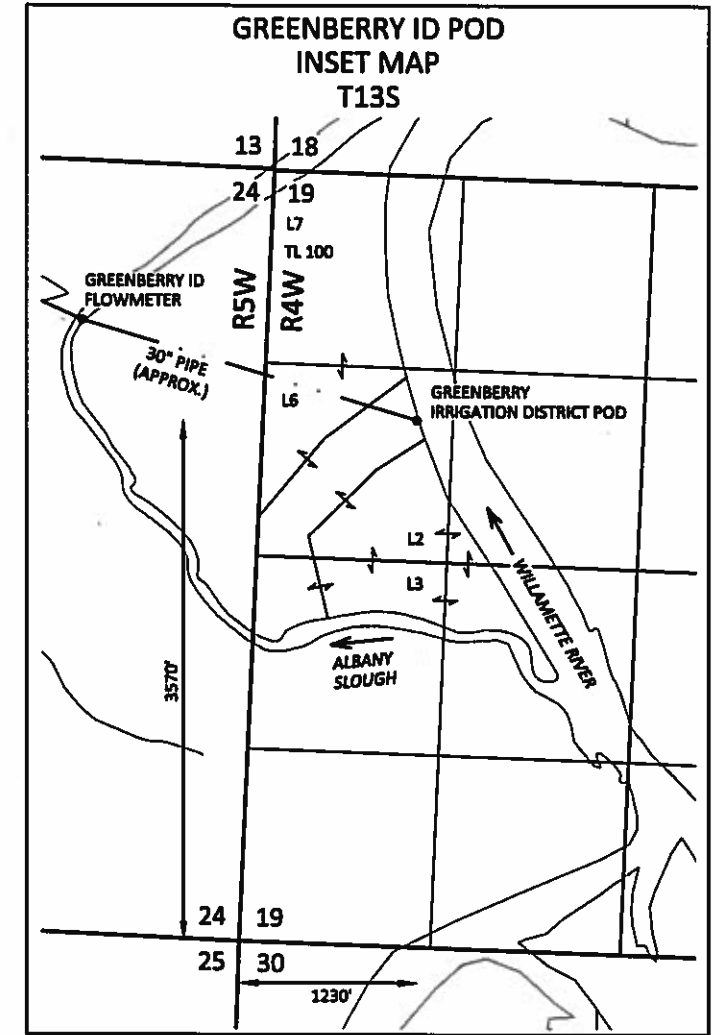 GREENBERRY ID POD
INSET MAP
T13S
13 18
24 19
L7
TL 100
GREENBERRY ID
FLOWMETER
R5W
R4W
30" PIPE
(APPROX.)
L6
GREENBERRY
IRRIGATION DISTRICT POD
L2
L3
WILLAMETTE RIVER
ALBANY
SLOUGH
3570'
24 19
25 30
1230'